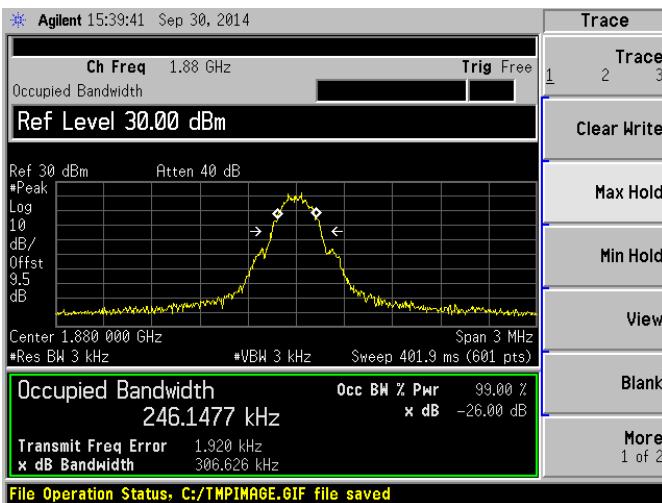 Agilent 15:39:41 Sep 30, 2014
Trace
Ch Freq 1.88 GHz
Trig Free
Occupied Bandwidth
Ref Level 30.00 dBm
Ref 30 dBm Atten 40 dB
#Peak
Log
10
dB/
Offst
9.5
dB
Center 1.880 000 GHz
Span 3 MHz
#Res BW 3 kHz
#VBW 3 kHz
Sweep 401.9 ms (601 pts)
Occupied Bandwidth
246.1477 kHz
Occ BW % Pwr 99.00 %
x dB -26.00 dB
Transmit Freq Error 1.920 kHz
x dB Bandwidth 306.626 kHz
File Operation Status, C:/TMPIMAGE.GIF file saved
Trace
1 2 3
Clear Write
Max Hold
Min Hold
View
Blank
More
1 of 2